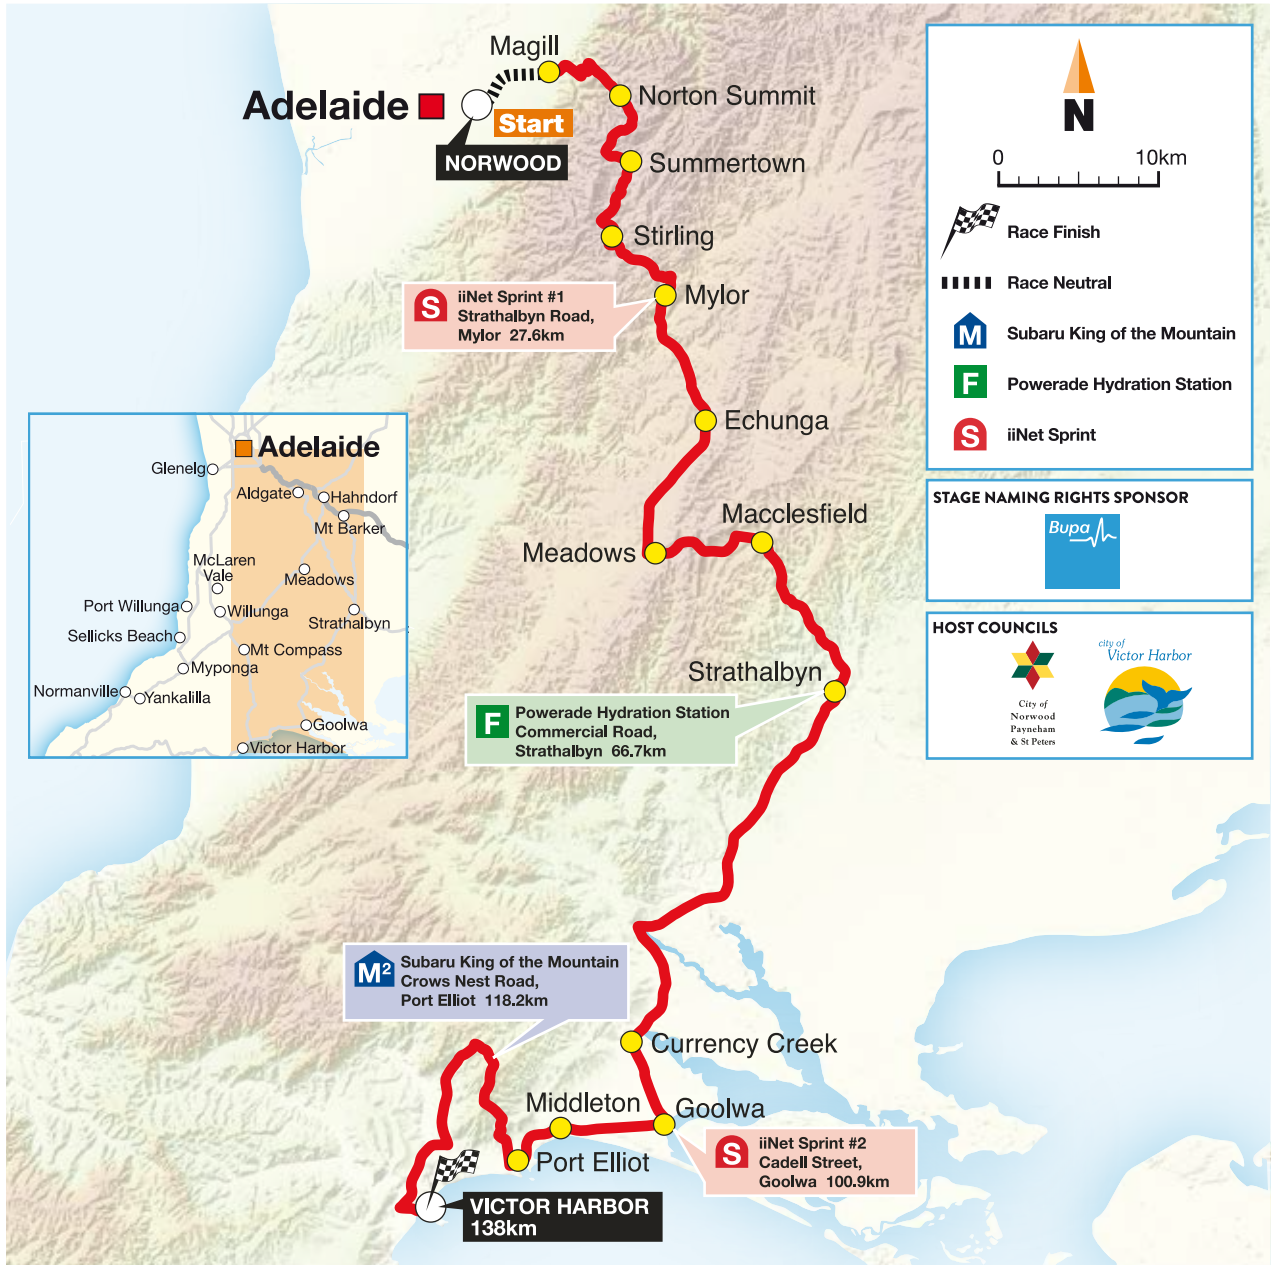 Magill
Adelaide
Start
NORWOOD
Norton Summit
Summertown
Stirling
Mylor
S
iiNet Sprint #1
Strathalbyn Road,
Mylor 27.6km
Echunga
Macclesfield
Meadows
Strathalbyn
F
Powerade Hydration Station
Commercial Road,
Strathalbyn 66.7km
M²
Subaru King of the Mountain
Crows Nest Road,
Port Elliot 118.2km
Currency Creek
Middleton
Goolwa
Port Elliot
S
iiNet Sprint #2
Cadell Street,
Goolwa 100.9km
VICTOR HARBOR
138km
Adelaide
Glenelg
Aldgate
Hahndorf
Mt Barker
McLaren
Vale
Meadows
Port Willunga
Willunga
Strathalbyn
Sellicks Beach
Mt Compass
Myponga
Normanville
Yankalilla
Goolwa
Victor Harbor
N
0 10km
Race Finish
Race Neutral
M Subaru King of the Mountain
F Powerade Hydration Station
S iiNet Sprint
STAGE NAMING RIGHTS SPONSOR
Bupa
HOST COUNCILS
City of
Norwood
Payneham
& St Peters
city of
Victor Harbor